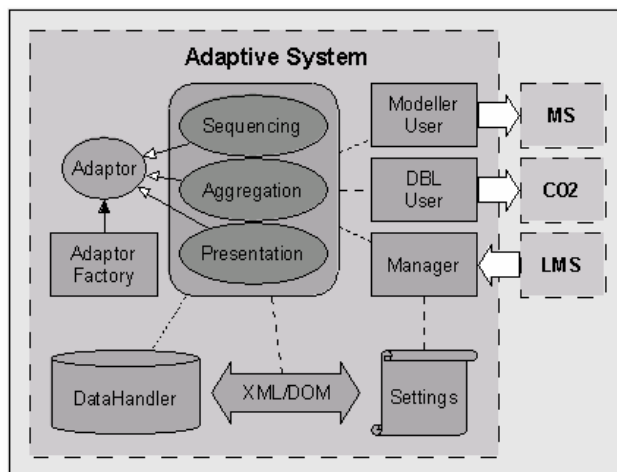 Adaptive System
Sequencing
Aggregation
Presentation
Adaptor
Adaptor
Factory
Modeller
User
DBL
User
Manager
MS
CO2
LMS
DataHandler
XML/DOM
Settings